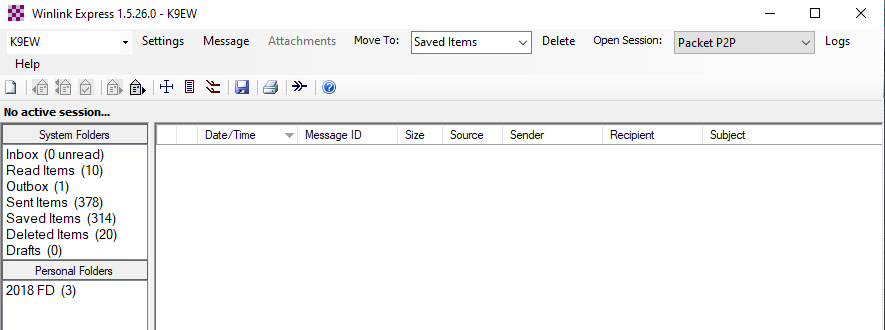 Winlink Express 1.5.26.0 - K9EW
K9EW Settings Message Attachments Move To: Saved Items Delete Open Session: Packet P2P Logs
Help
No active session...
System Folders
Date/Time Message ID Size Source Sender Recipient Subject
Inbox (0 unread)
Read Items (10)
Outbox (1)
Sent Items (378)
Saved Items (314)
Deleted Items (20)
Drafts (0)
Personal Folders
2018 FD (3)